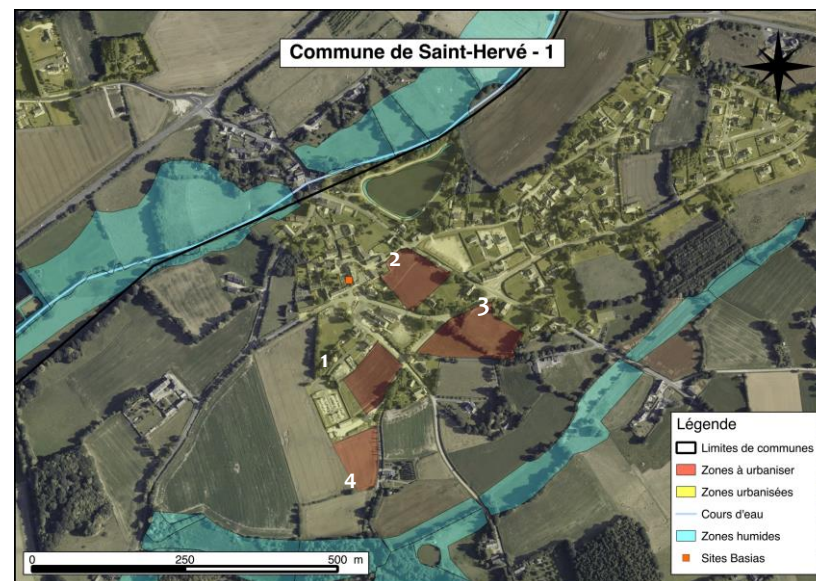 Commune de Saint-Hervé - 1
2
3
1
4
Légende
Limites de communes
Zones à urbaniser
Zones urbanisées
Cours d'eau
Zones humides
Sites Basias
0 250 500 m